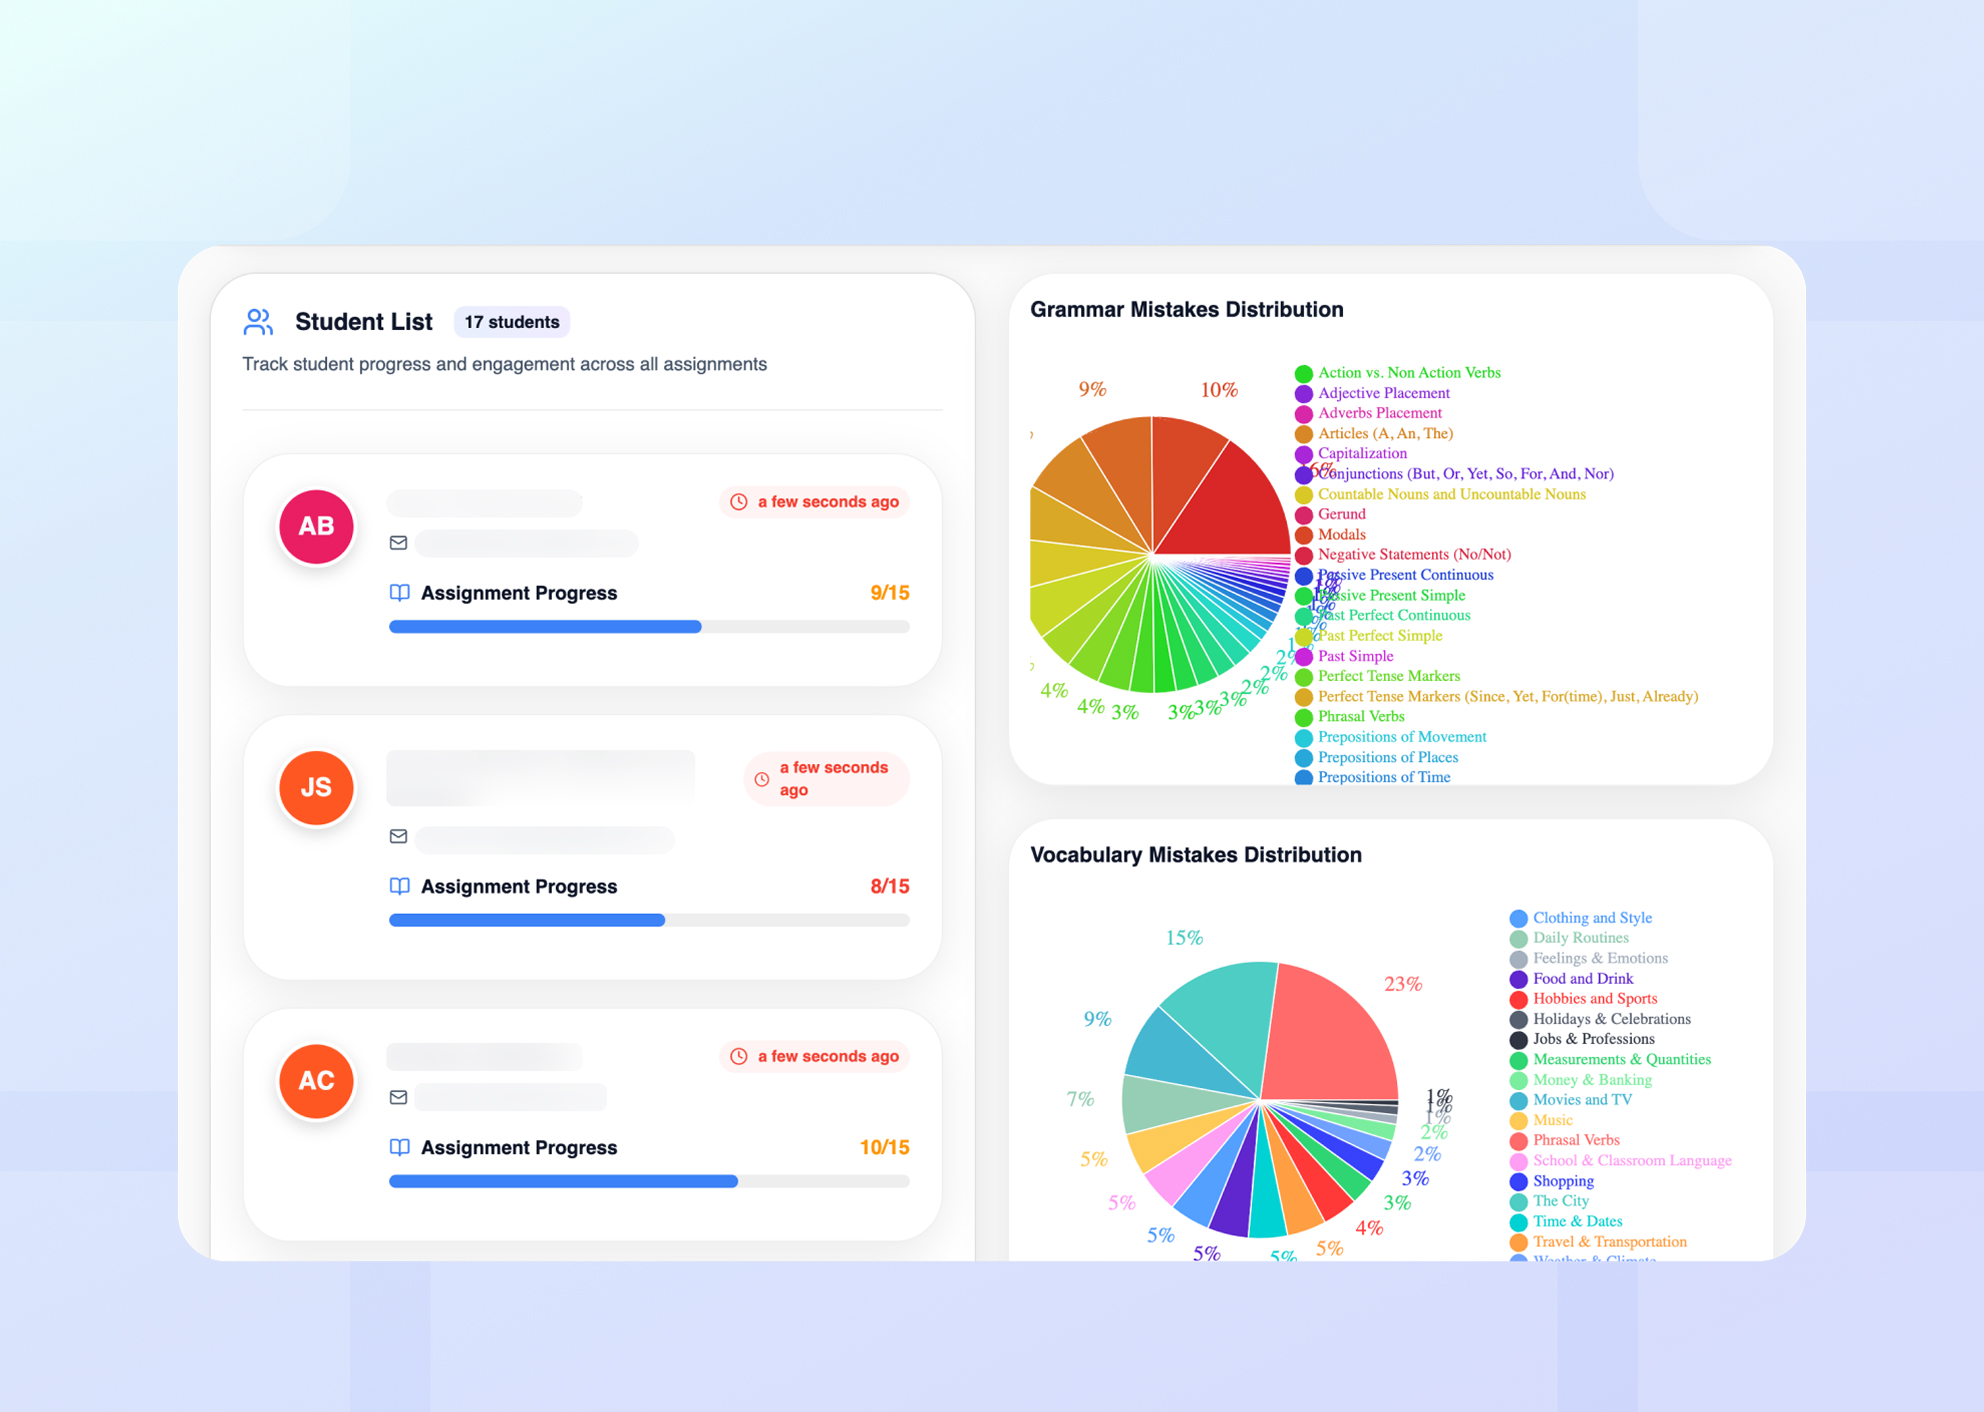 Student List
17 students
Track student progress and engagement across all assignments
AB
a few seconds ago
Assignment Progress
9/15
JS
a few seconds
ago
Assignment Progress
8/15
AC
a few seconds ago
Assignment Progress
10/15
Grammar Mistakes Distribution
9%
10%
4%
4%
3%
3%
3%
3%
2%
2%
Action vs. Non Action Verbs
Adjective Placement
Adverbs Placement
Articles (A, An, The)
Capitalization
Conjunctions (But, Or, Yet, So, For, And, Nor)
Countable Nouns and Uncountable Nouns
Gerund
Modals
Negative Statements (No/Not)
Passive Present Continuous
Passive Present Simple
Past Perfect Continuous
Past Perfect Simple
Past Simple
Perfect Tense Markers
Perfect Tense Markers (Since, Yet, For(time), Just, Already)
Phrasal Verbs
Prepositions of Movement
Prepositions of Places
Prepositions of Time
Vocabulary Mistakes Distribution
15%
23%
9%
7%
5%
5%
5%
5%
5%
5%
4%
3%
3%
2%
2%
1%
1%
1%
Clothing and Style
Daily Routines
Feelings & Emotions
Food and Drink
Hobbies and Sports
Holidays & Celebrations
Jobs & Professions
Measurements & Quantities
Money & Banking
Movies and TV
Music
Phrasal Verbs
School & Classroom Language
Shopping
The City
Time & Dates
Travel & Transportation
Weather & Climate